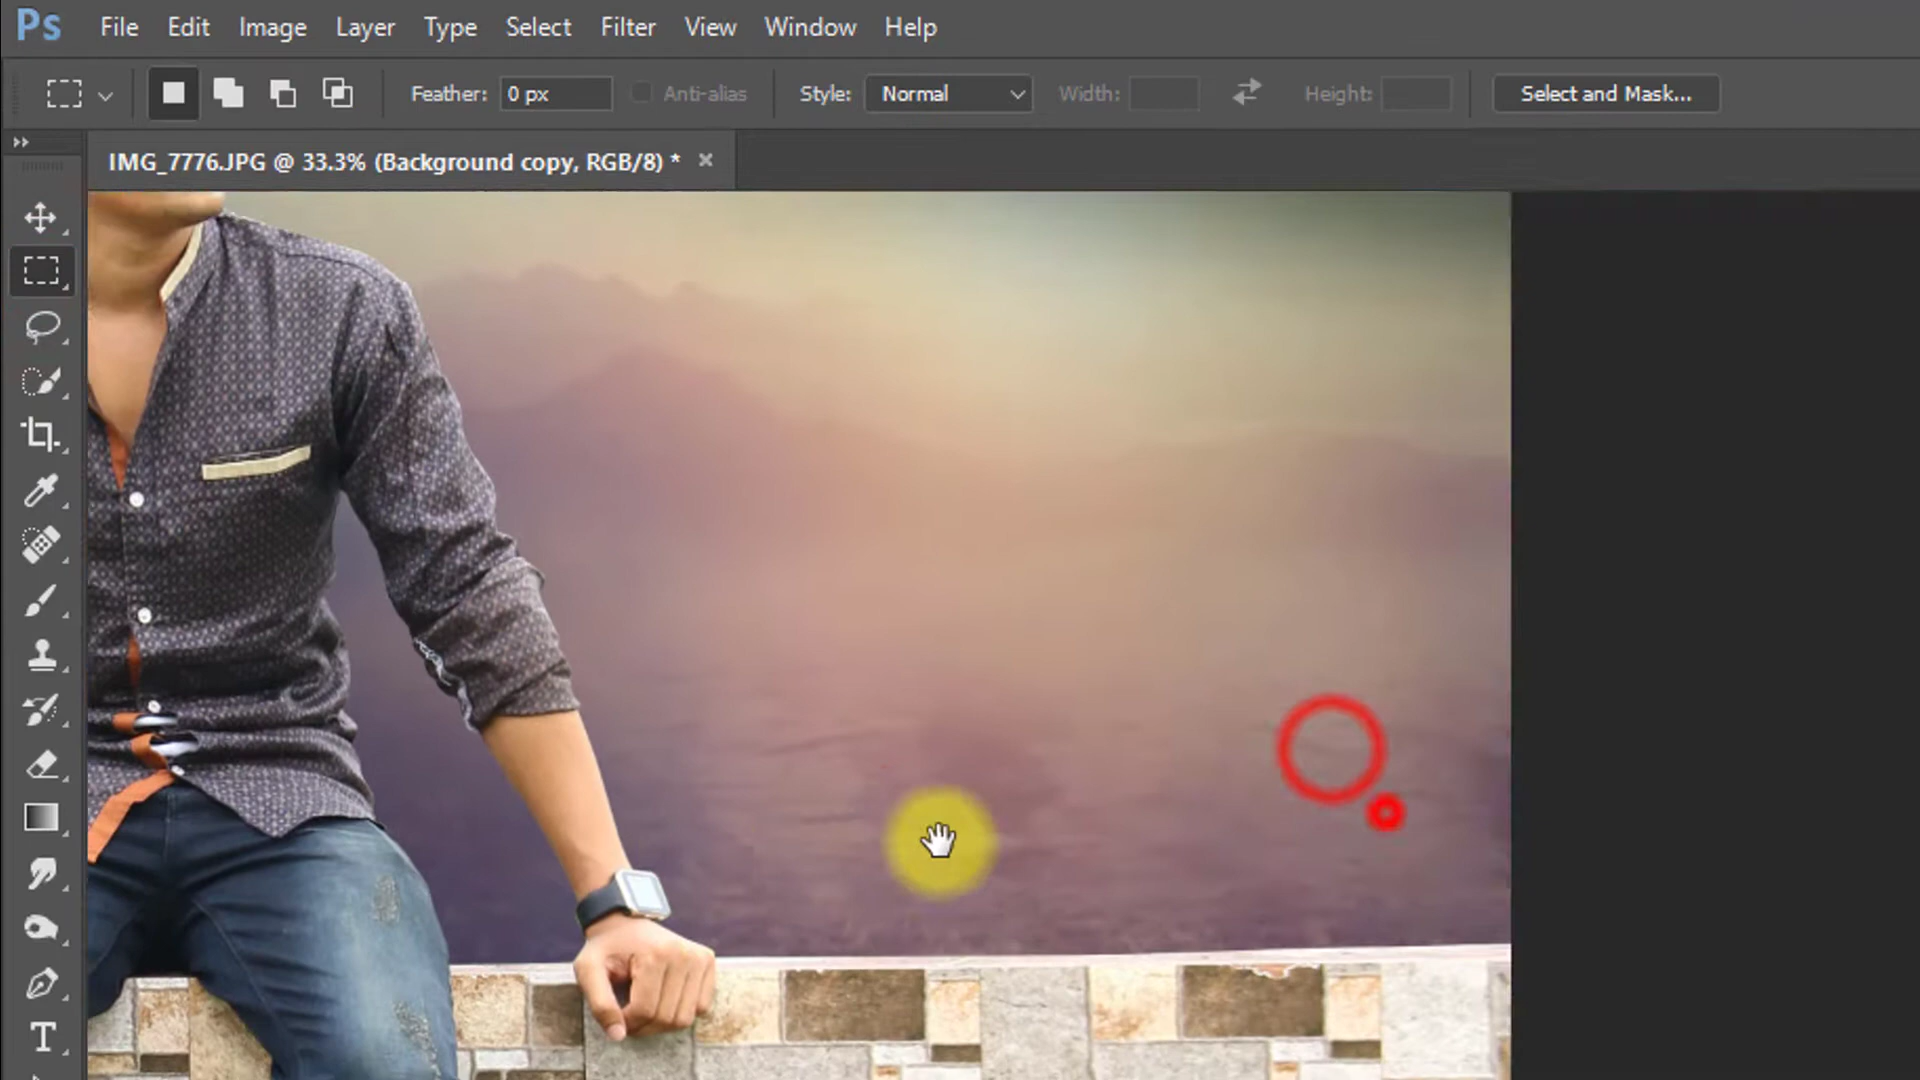 Ps File Edit Image Layer Type Select Filter View Window Help
Feather: 0 px Anti-alias Style: Normal Width: Height: Select and Mask...
IMG_7776.JPG @ 33.3% (Background copy, RGB/8) * ×
T